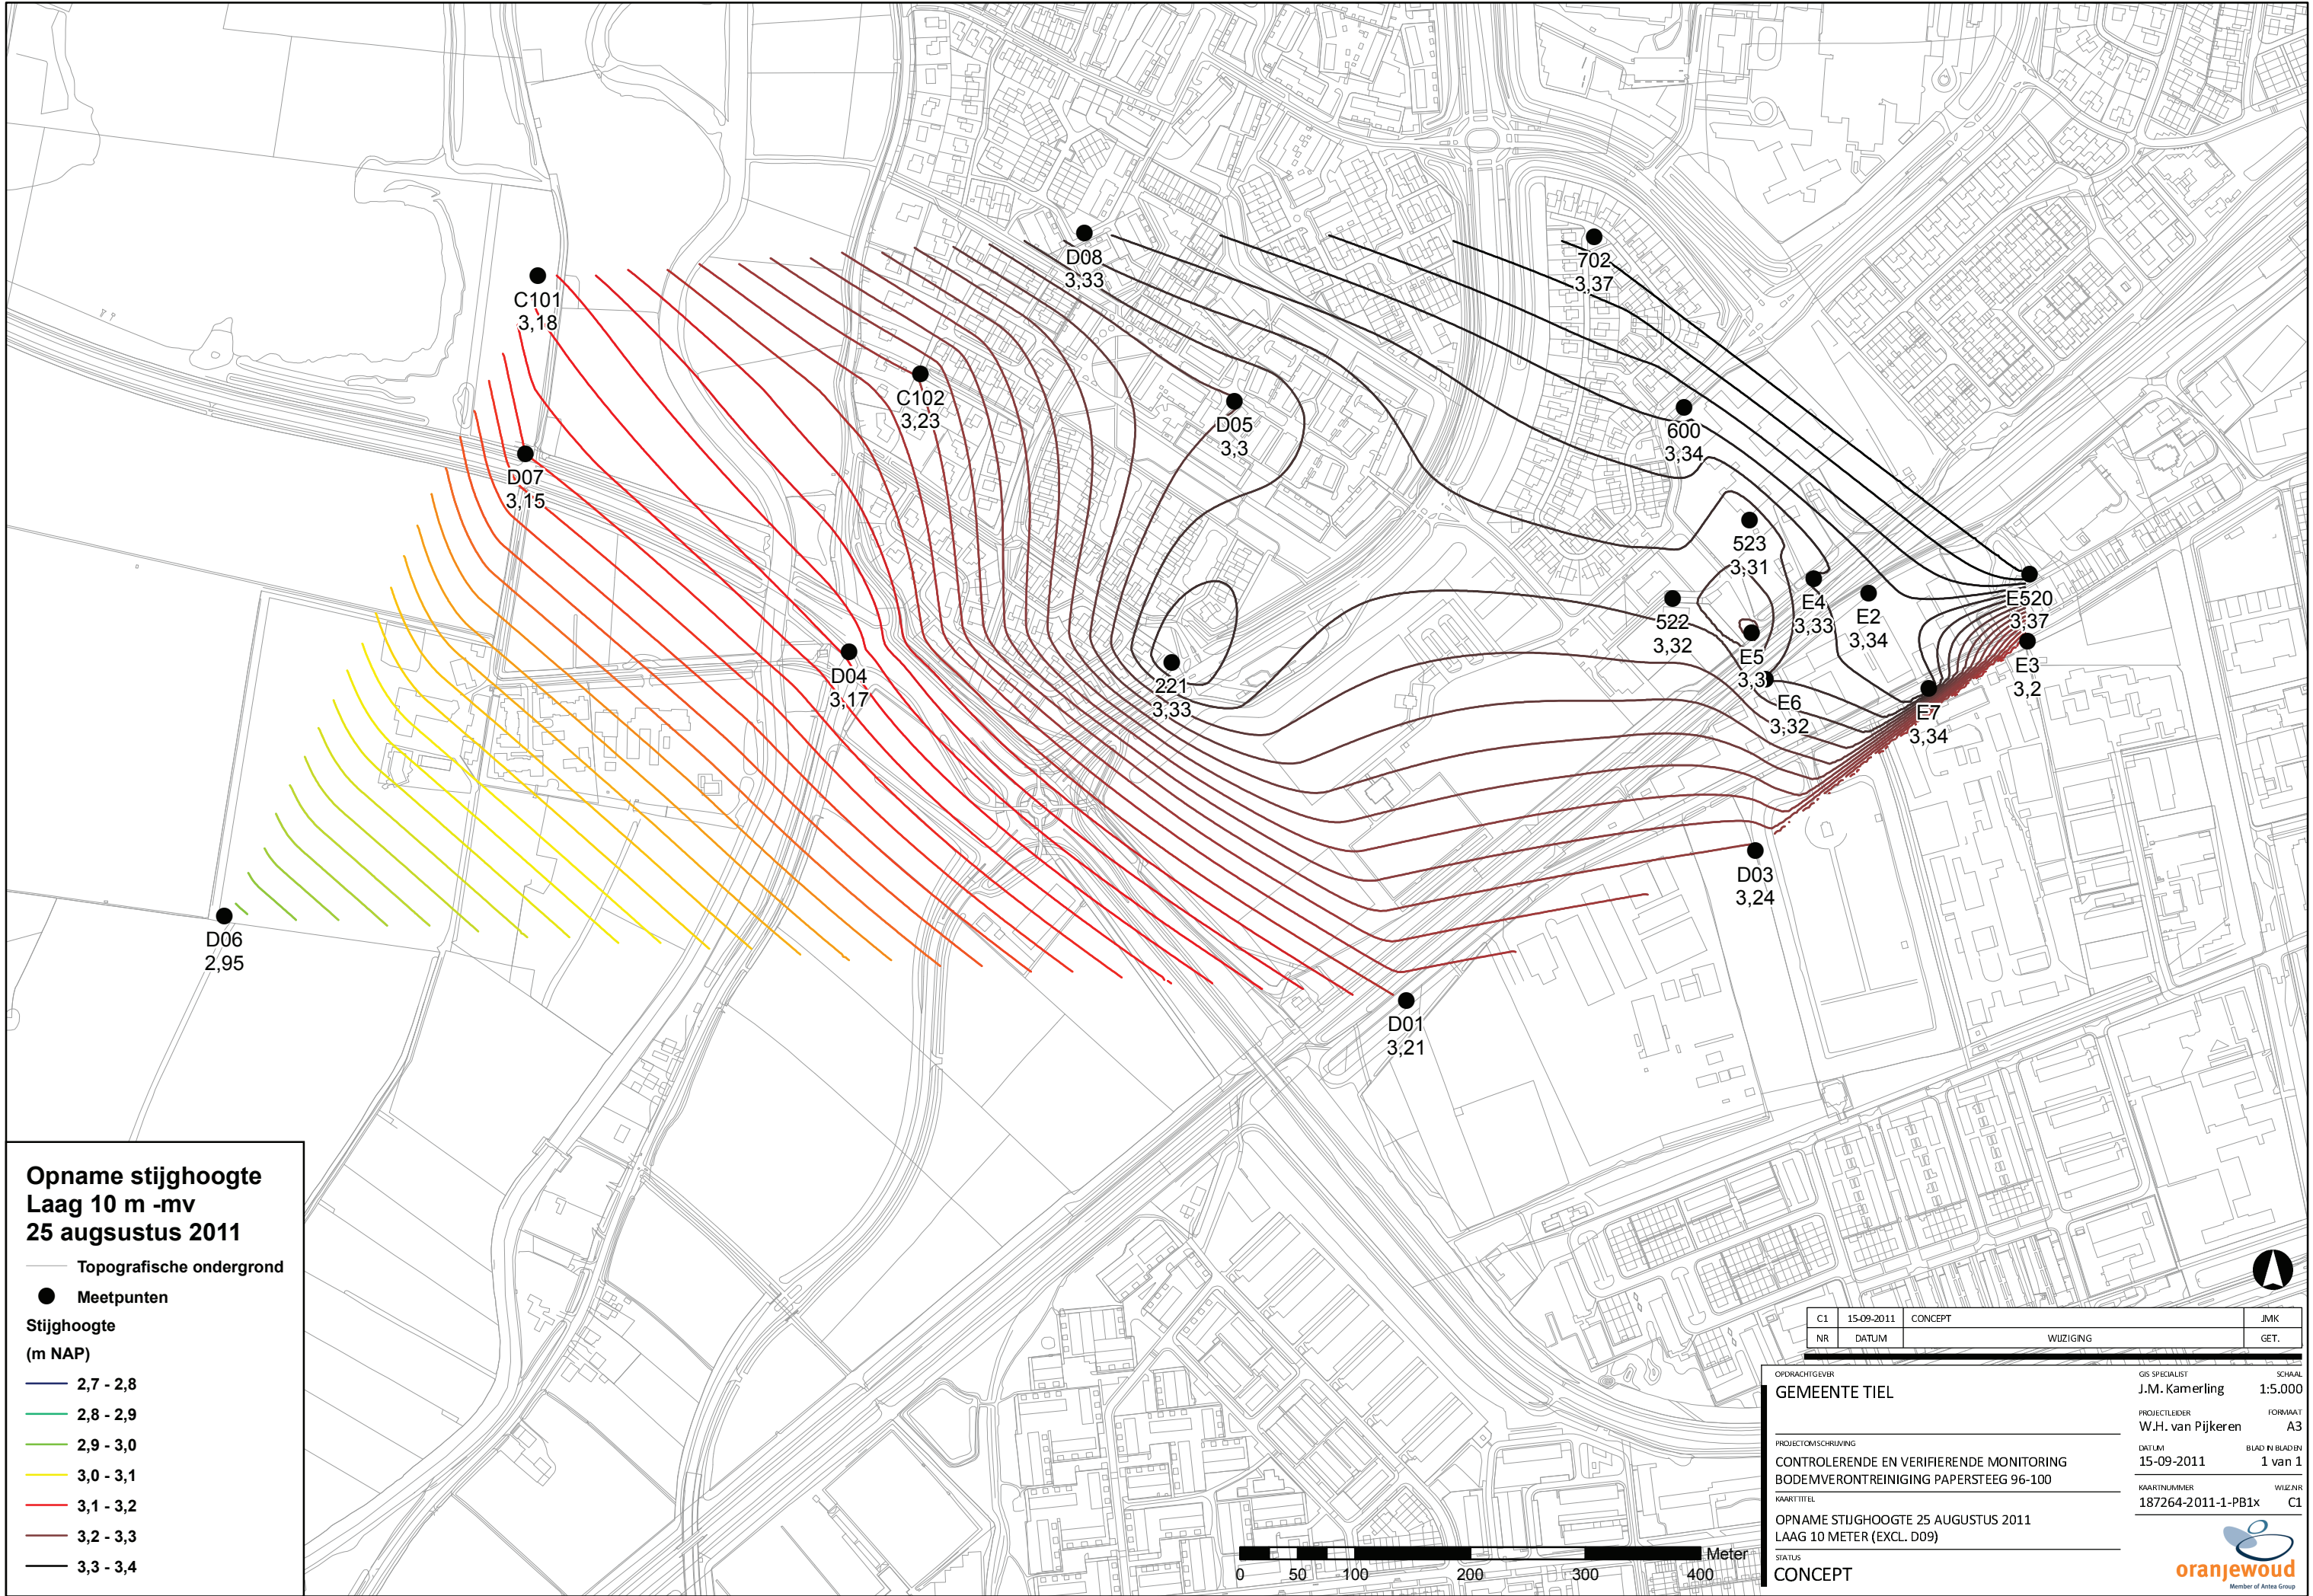 D08
3,33
702
3,37
C101
3,18
C102
3,23
D05
3,3
600
3,34
D07
3,15
523
3,31
E520
3,37
E4
3,33
E2
3,34
522
3,32
E5
3,3
E3
3,2
D04
3,17
221
3,33
E6
3,32
E7
3,34
D03
3,24
D06
2,95
D01
3,21
Opname stijghoogte
Laag 10 m -mv
25 augsustus 2011
Topografische ondergrond
Meetpunten
Stijghoogte
(m NAP)
2,7 - 2,8
2,8 - 2,9
2,9 - 3,0
3,0 - 3,1
3,1 - 3,2
3,2 - 3,3
3,3 - 3,4
0 50 100 200 300 400 Meter
C1 15-09-2011 CONCEPT JMK
NR DATUM WIJZIGING GET.
OPDRACHTGEVER
GEMEENTE TIEL
GIS SPECIALIST SCHAAL
J.M. Kamerling 1:5.000
PROJECTLEIDER FORMAAT
W.H. van Pijkeren A3
PROJECTOMSCHRIJVING
CONTROLERENDE EN VERIFIERENDE MONITORING
BODEMVERONTREINIGING PAPERSTEEG 96-100
DATUM BLAD IN BLADEN
15-09-2011 1 van 1
KAARTTITEL
OPNAME STIJGHOOGTE 25 AUGUSTUS 2011
LAAG 10 METER (EXCL. D09)
KAARTNUMMER WIJZ.NR
187264-2011-1-PB1x C1
STATUS
CONCEPT
oranjewoud
Member of Antea Group